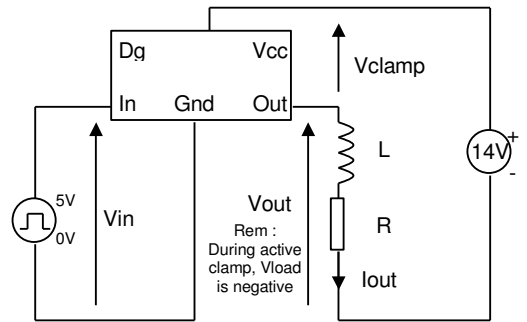 Dg Vcc
Vclamp
In Gnd Out
14V
+
-
L
5V
0V
Vin
Vout
R
Rem :
During active
clamp, Vload
is negative
Iout